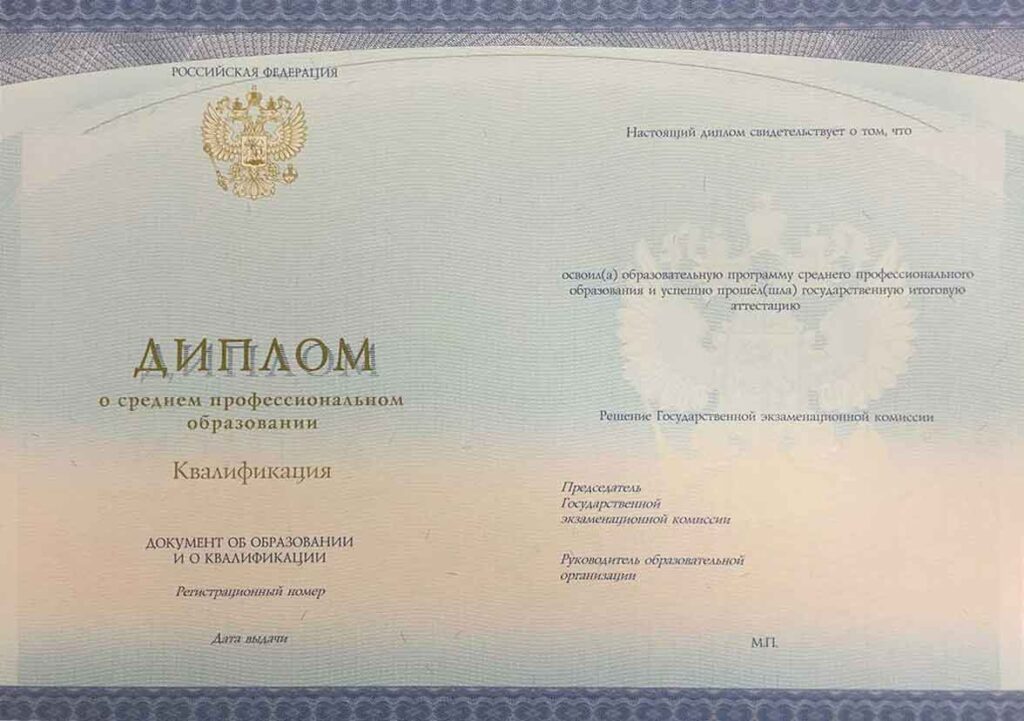 РОССИЙСКАЯ ФЕДЕРАЦИЯ
ДИПЛОМ
о среднем профессиональном
образовании
Квалификация
ДОКУМЕНТ ОБ ОБРАЗОВАНИИ
И О КВАЛИФИКАЦИИ
Регистрационный номер
Дата выдачи
Настоящий диплом свидетельствует о том, что
освоил(а) образовательную программу среднего профессионального
образования и успешно прошёл(шла) государственную итоговую
аттестацию
Решение Государственной экзаменационной комиссии
Председатель
Государственной
экзаменационной комиссии
Руководитель образовательной
организации
М.П.